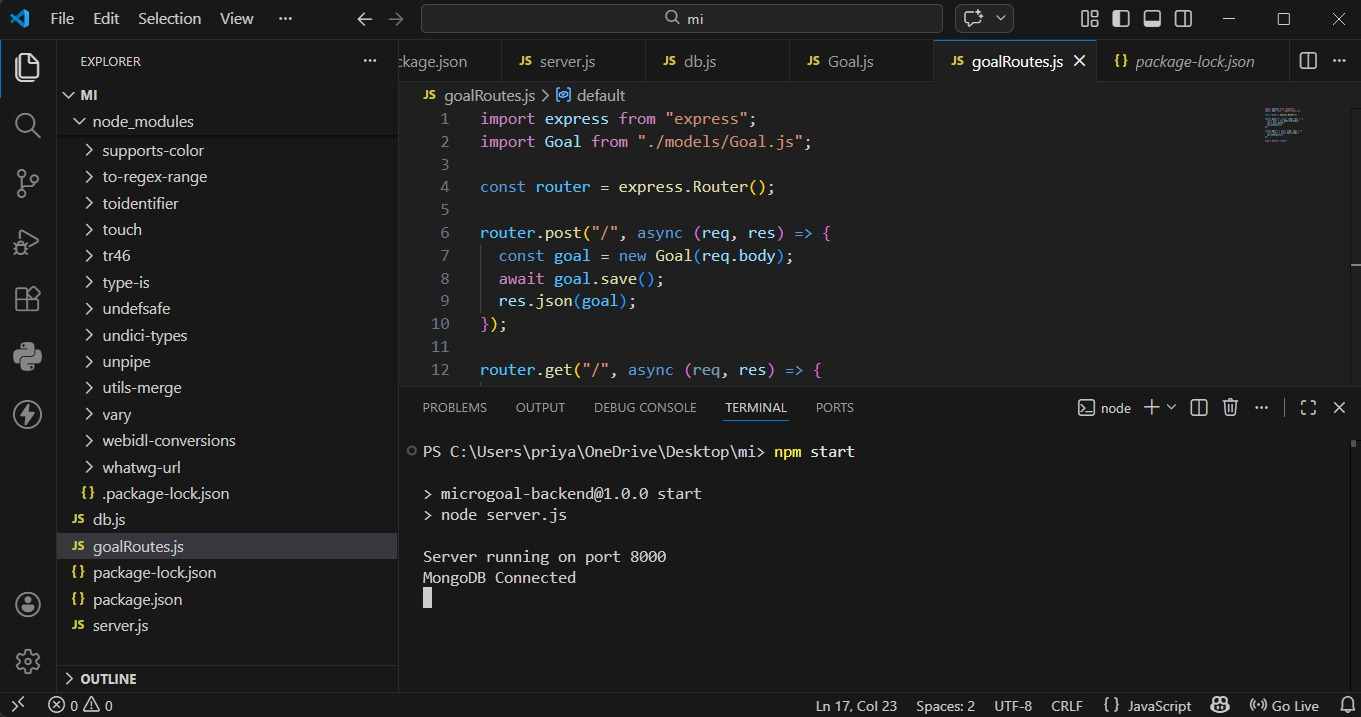 File Edit Selection View ··· mi
EXPLORER ···
MI
node_modules
supports-color
to-regex-range
toidentifier
touch
tr46
type-is
undefsafe
undici-types
unpipe
utils-merge
vary
webidl-conversions
whatwg-url
{} .package-lock.json
JS db.js
JS goalRoutes.js
{} package-lock.json
{} package.json
JS server.js
OUTLINE
ckage.json JS server.js JS db.js JS Goal.js JS goalRoutes.js {} package-lock.json ···
JS goalRoutes.js > default
1 import express from "express";
2 import Goal from "./models/Goal.js";
3
4 const router = express.Router();
5
6 router.post("/", async (req, res) => {
7 const goal = new Goal(req.body);
8 await goal.save();
9 res.json(goal);
10 });
11
12 router.get("/", async (req, res) => {
PROBLEMS OUTPUT DEBUG CONSOLE TERMINAL PORTS node ···
PS C:\Users\priya\OneDrive\Desktop\mi> npm start
> microgoal-backend@1.0.0 start
> node server.js
Server running on port 8000
MongoDB Connected
0 0 Ln 17, Col 23 Spaces: 2 UTF-8 CRLF {} JavaScript Go Live